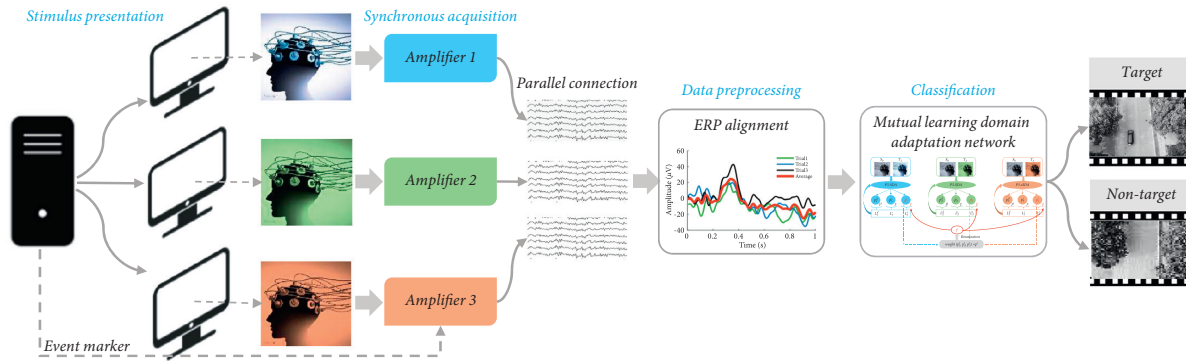 Stimulus presentation
Synchronous acquisition
Amplifier 1
Amplifier 2
Amplifier 3
Event marker
Parallel connection
Data preprocessing
ERP alignment
Amplitude (μV)
60
40
20
0
-20
-40
0
0.2
0.4
0.6
0.8
1
Time (s)
Trial1
Trial2
Trial3
Average
Classification
Mutual learning domain
adaptation network
Target
Non-target